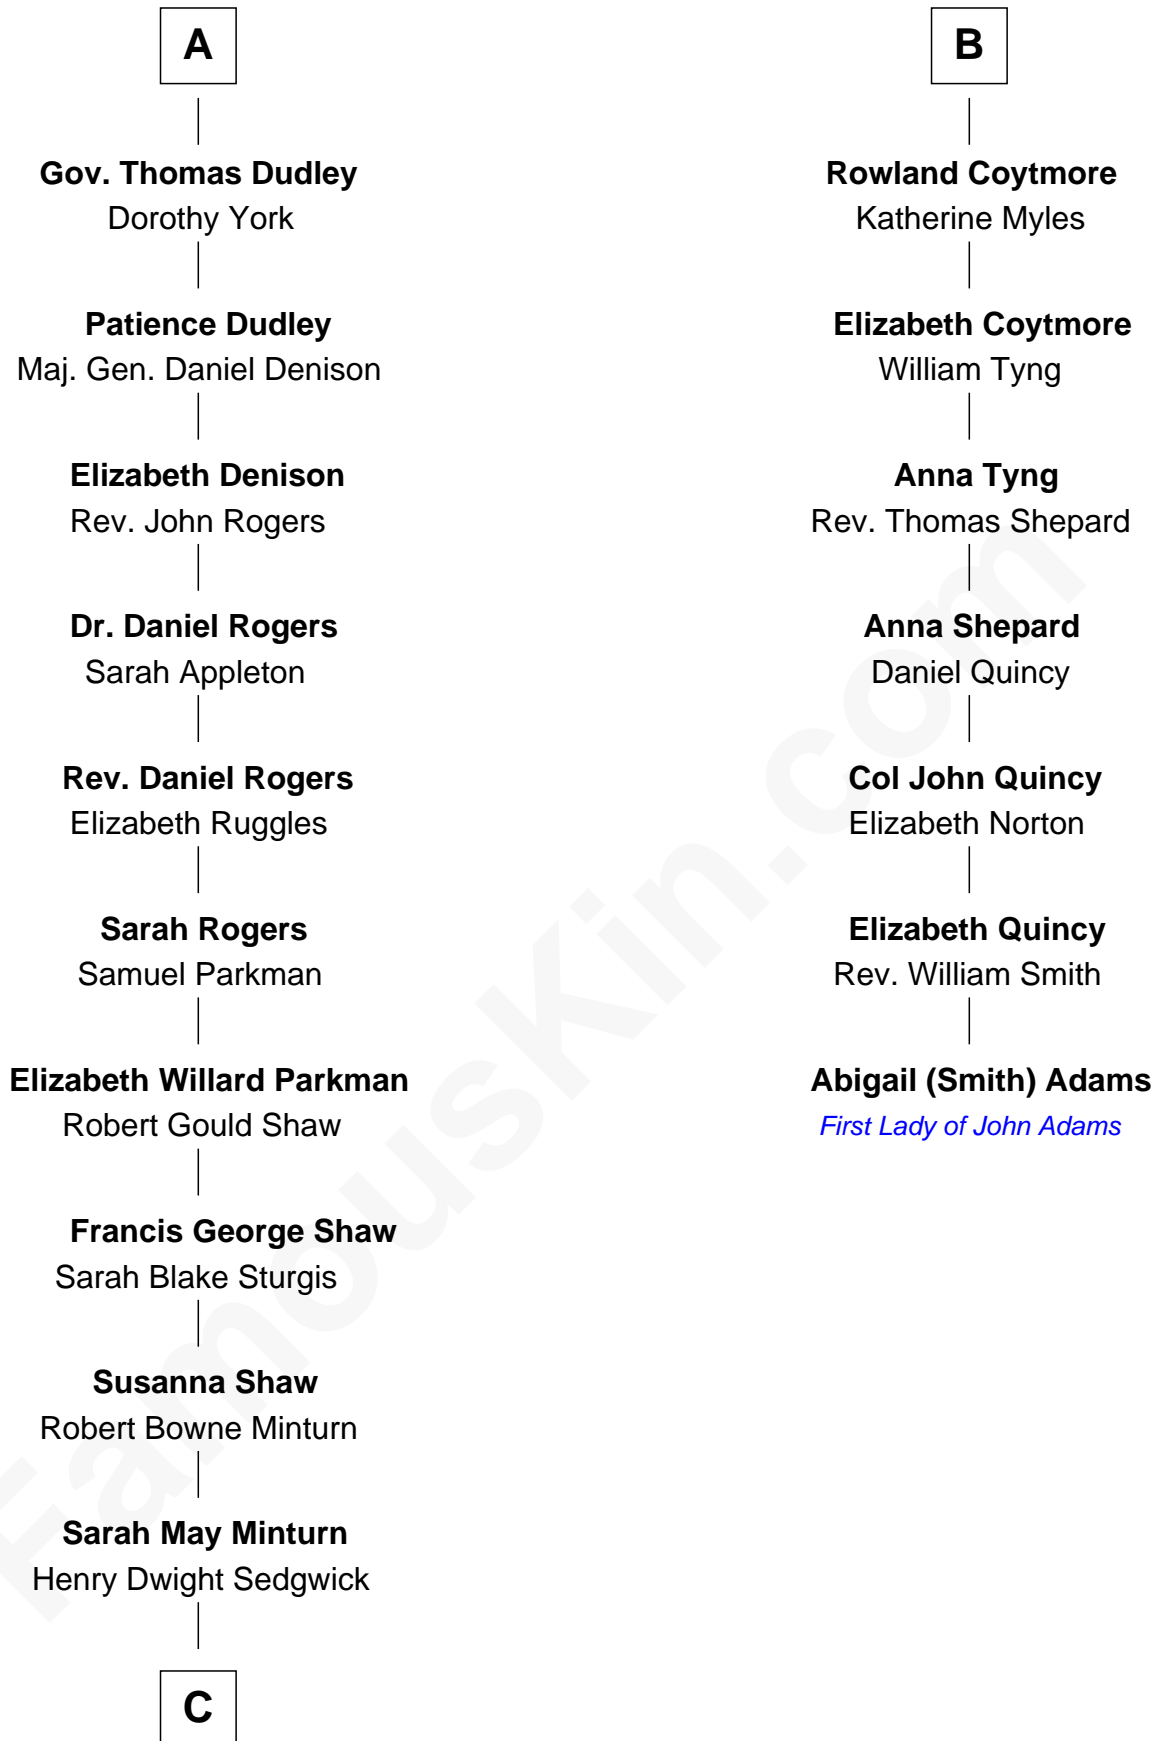 A
Gov. Thomas Dudley
Dorothy York
Patience Dudley
Maj. Gen. Daniel Denison
Elizabeth Denison
Rev. John Rogers
Dr. Daniel Rogers
Sarah Appleton
Rev. Daniel Rogers
Elizabeth Ruggles
Sarah Rogers
Samuel Parkman
Elizabeth Willard Parkman
Robert Gould Shaw
Francis George Shaw
Sarah Blake Sturgis
Susanna Shaw
Robert Bowne Minturn
Sarah May Minturn
Henry Dwight Sedgwick
C
B
Rowland Coytmore
Katherine Myles
Elizabeth Coytmore
William Tyng
Anna Tyng
Rev. Thomas Shepard
Anna Shepard
Daniel Quincy
Col John Quincy
Elizabeth Norton
Elizabeth Quincy
Rev. William Smith
Abigail (Smith) Adams
First Lady of John Adams
FamousKin.com